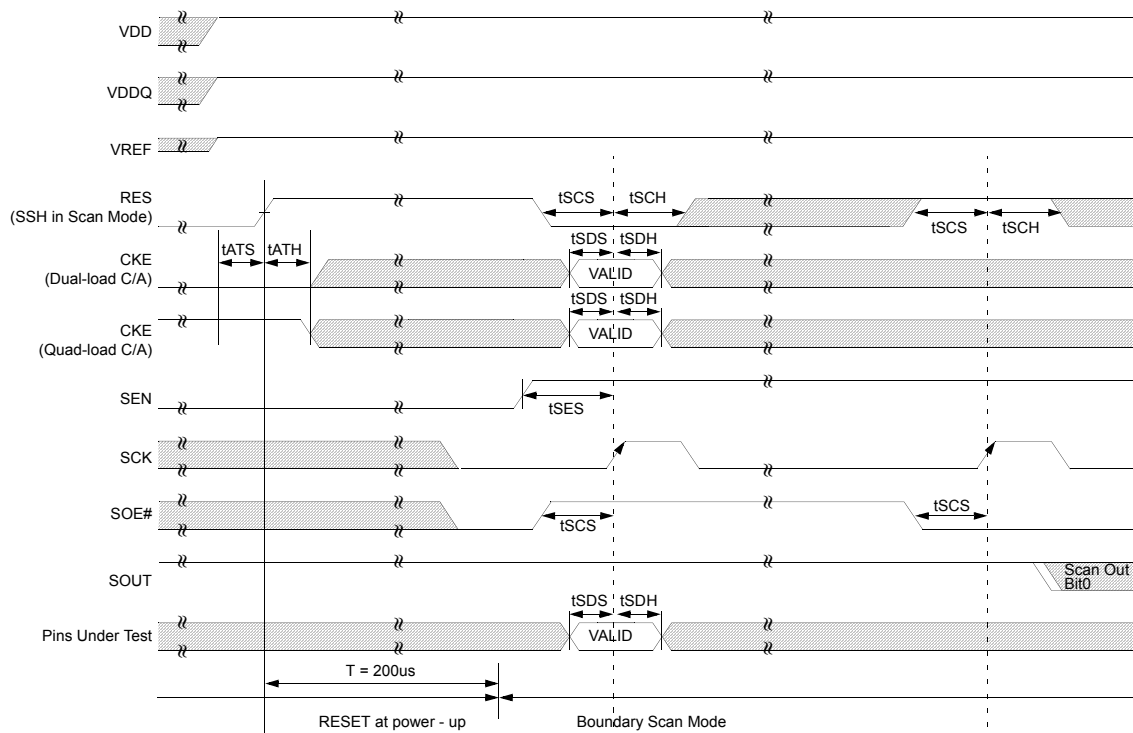 VDD
VDDQ
VREF
RES
(SSH in Scan Mode)
tSCS
tSCH
tSCS
tSCH
tATS
tATH
CKE
(Dual-load C/A)
tSDS
tSDH
VALID
CKE
(Quad-load C/A)
tSDS
tSDH
VALID
SEN
tSES
SCK
SOE#
tSCS
tSCS
SOUT
Scan Out
Bit0
Pins Under Test
tSDS
tSDH
VALID
T = 200us
RESET at power - up
Boundary Scan Mode